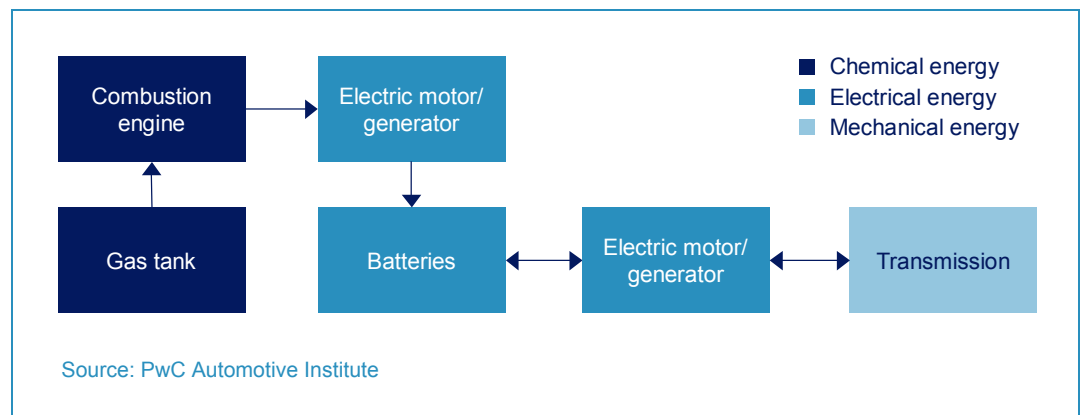 Combustion
engine
Electric motor/
generator
Chemical energy
Electrical energy
Mechanical energy
Gas tank
Batteries
Electric motor/
generator
Transmission
Source: PwC Automotive Institute